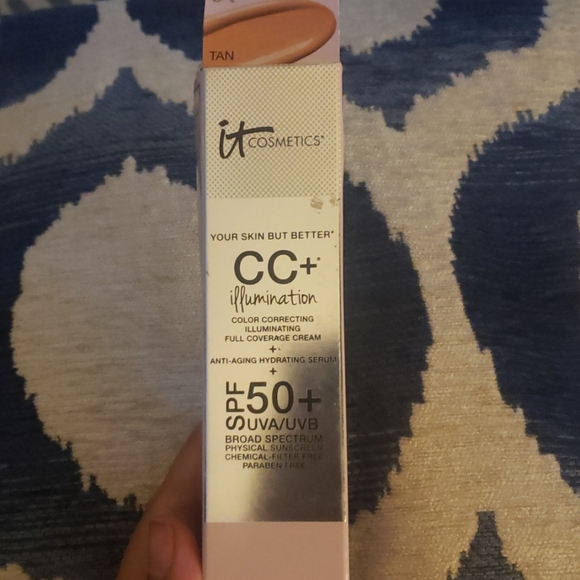 TAN
it COSMETICS®
YOUR SKIN BUT BETTER®
CC+®
illumination
COLOR CORRECTING
ILLUMINATING
FULL COVERAGE CREAM
+
ANTI-AGING HYDRATING SERUM
+
SPF 50+
UVA/UVB
BROAD SPECTRUM
PHYSICAL SUNSCREEN
CHEMICAL-FILTER FREE
PARABEN FREE